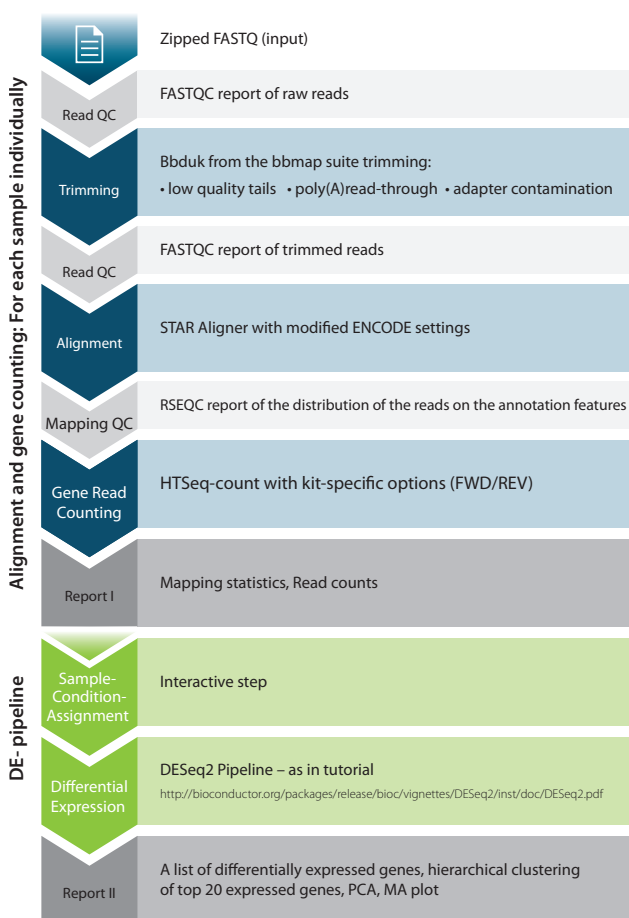 Alignment and gene counting: For each sample individually
Zipped FASTQ (input)
Read QC
FASTQC report of raw reads
Trimming
Bbduk from the bbmap suite trimming:
• low quality tails • poly(A)read-through • adapter contamination
Read QC
FASTQC report of trimmed reads
Alignment
STAR Aligner with modified ENCODE settings
Mapping QC
RSEQC report of the distribution of the reads on the annotation features
Gene Read
Counting
HTSeq-count with kit-specific options (FWD/REV)
Report I
Mapping statistics, Read counts
DE- pipeline
Sample-
Condition-
Assignment
Interactive step
Differential
Expression
DESeq2 Pipeline – as in tutorial
http://bioconductor.org/packages/release/bioc/vignettes/DESeq2/inst/doc/DESeq2.pdf
Report II
A list of differentially expressed genes, hierarchical clustering
of top 20 expressed genes, PCA, MA plot